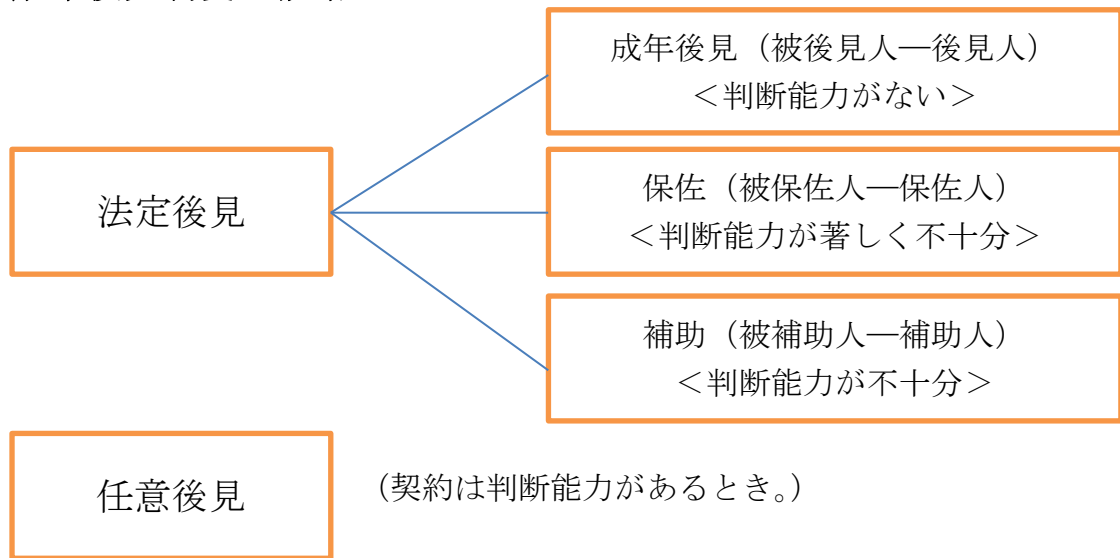 成年後見（被後見人―後見人）
＜判断能力がない＞
法定後見
保佐（被保佐人―保佐人）
＜判断能力が著しく不十分＞
補助（被補助人―補助人）
＜判断能力が不十分＞
任意後見
（契約は判断能力があるとき。）